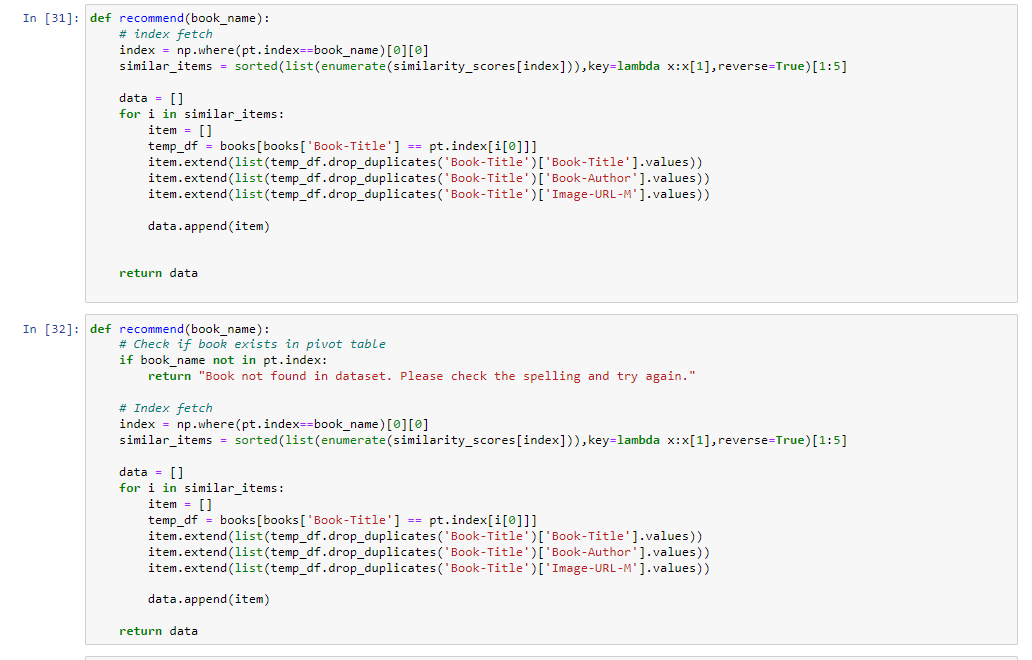 In [31]: def recommend(book_name):
    # index fetch
    index = np.where(pt.index==book_name)[0][0]
    similar_items = sorted(list(enumerate(similarity_scores[index])),key=lambda x:x[1],reverse=True)[1:5]

    data = []
    for i in similar_items:
        item = []
        temp_df = books[books['Book-Title'] == pt.index[i[0]]]
        item.extend(list(temp_df.drop_duplicates('Book-Title')['Book-Title'].values))
        item.extend(list(temp_df.drop_duplicates('Book-Title')['Book-Author'].values))
        item.extend(list(temp_df.drop_duplicates('Book-Title')['Image-URL-M'].values))

        data.append(item)

    return data

In [32]: def recommend(book_name):
    # Check if book exists in pivot table
    if book_name not in pt.index:
        return "Book not found in dataset. Please check the spelling and try again."

    # Index fetch
    index = np.where(pt.index==book_name)[0][0]
    similar_items = sorted(list(enumerate(similarity_scores[index])),key=lambda x:x[1],reverse=True)[1:5]

    data = []
    for i in similar_items:
        item = []
        temp_df = books[books['Book-Title'] == pt.index[i[0]]]
        item.extend(list(temp_df.drop_duplicates('Book-Title')['Book-Title'].values))
        item.extend(list(temp_df.drop_duplicates('Book-Title')['Book-Author'].values))
        item.extend(list(temp_df.drop_duplicates('Book-Title')['Image-URL-M'].values))

        data.append(item)

    return data